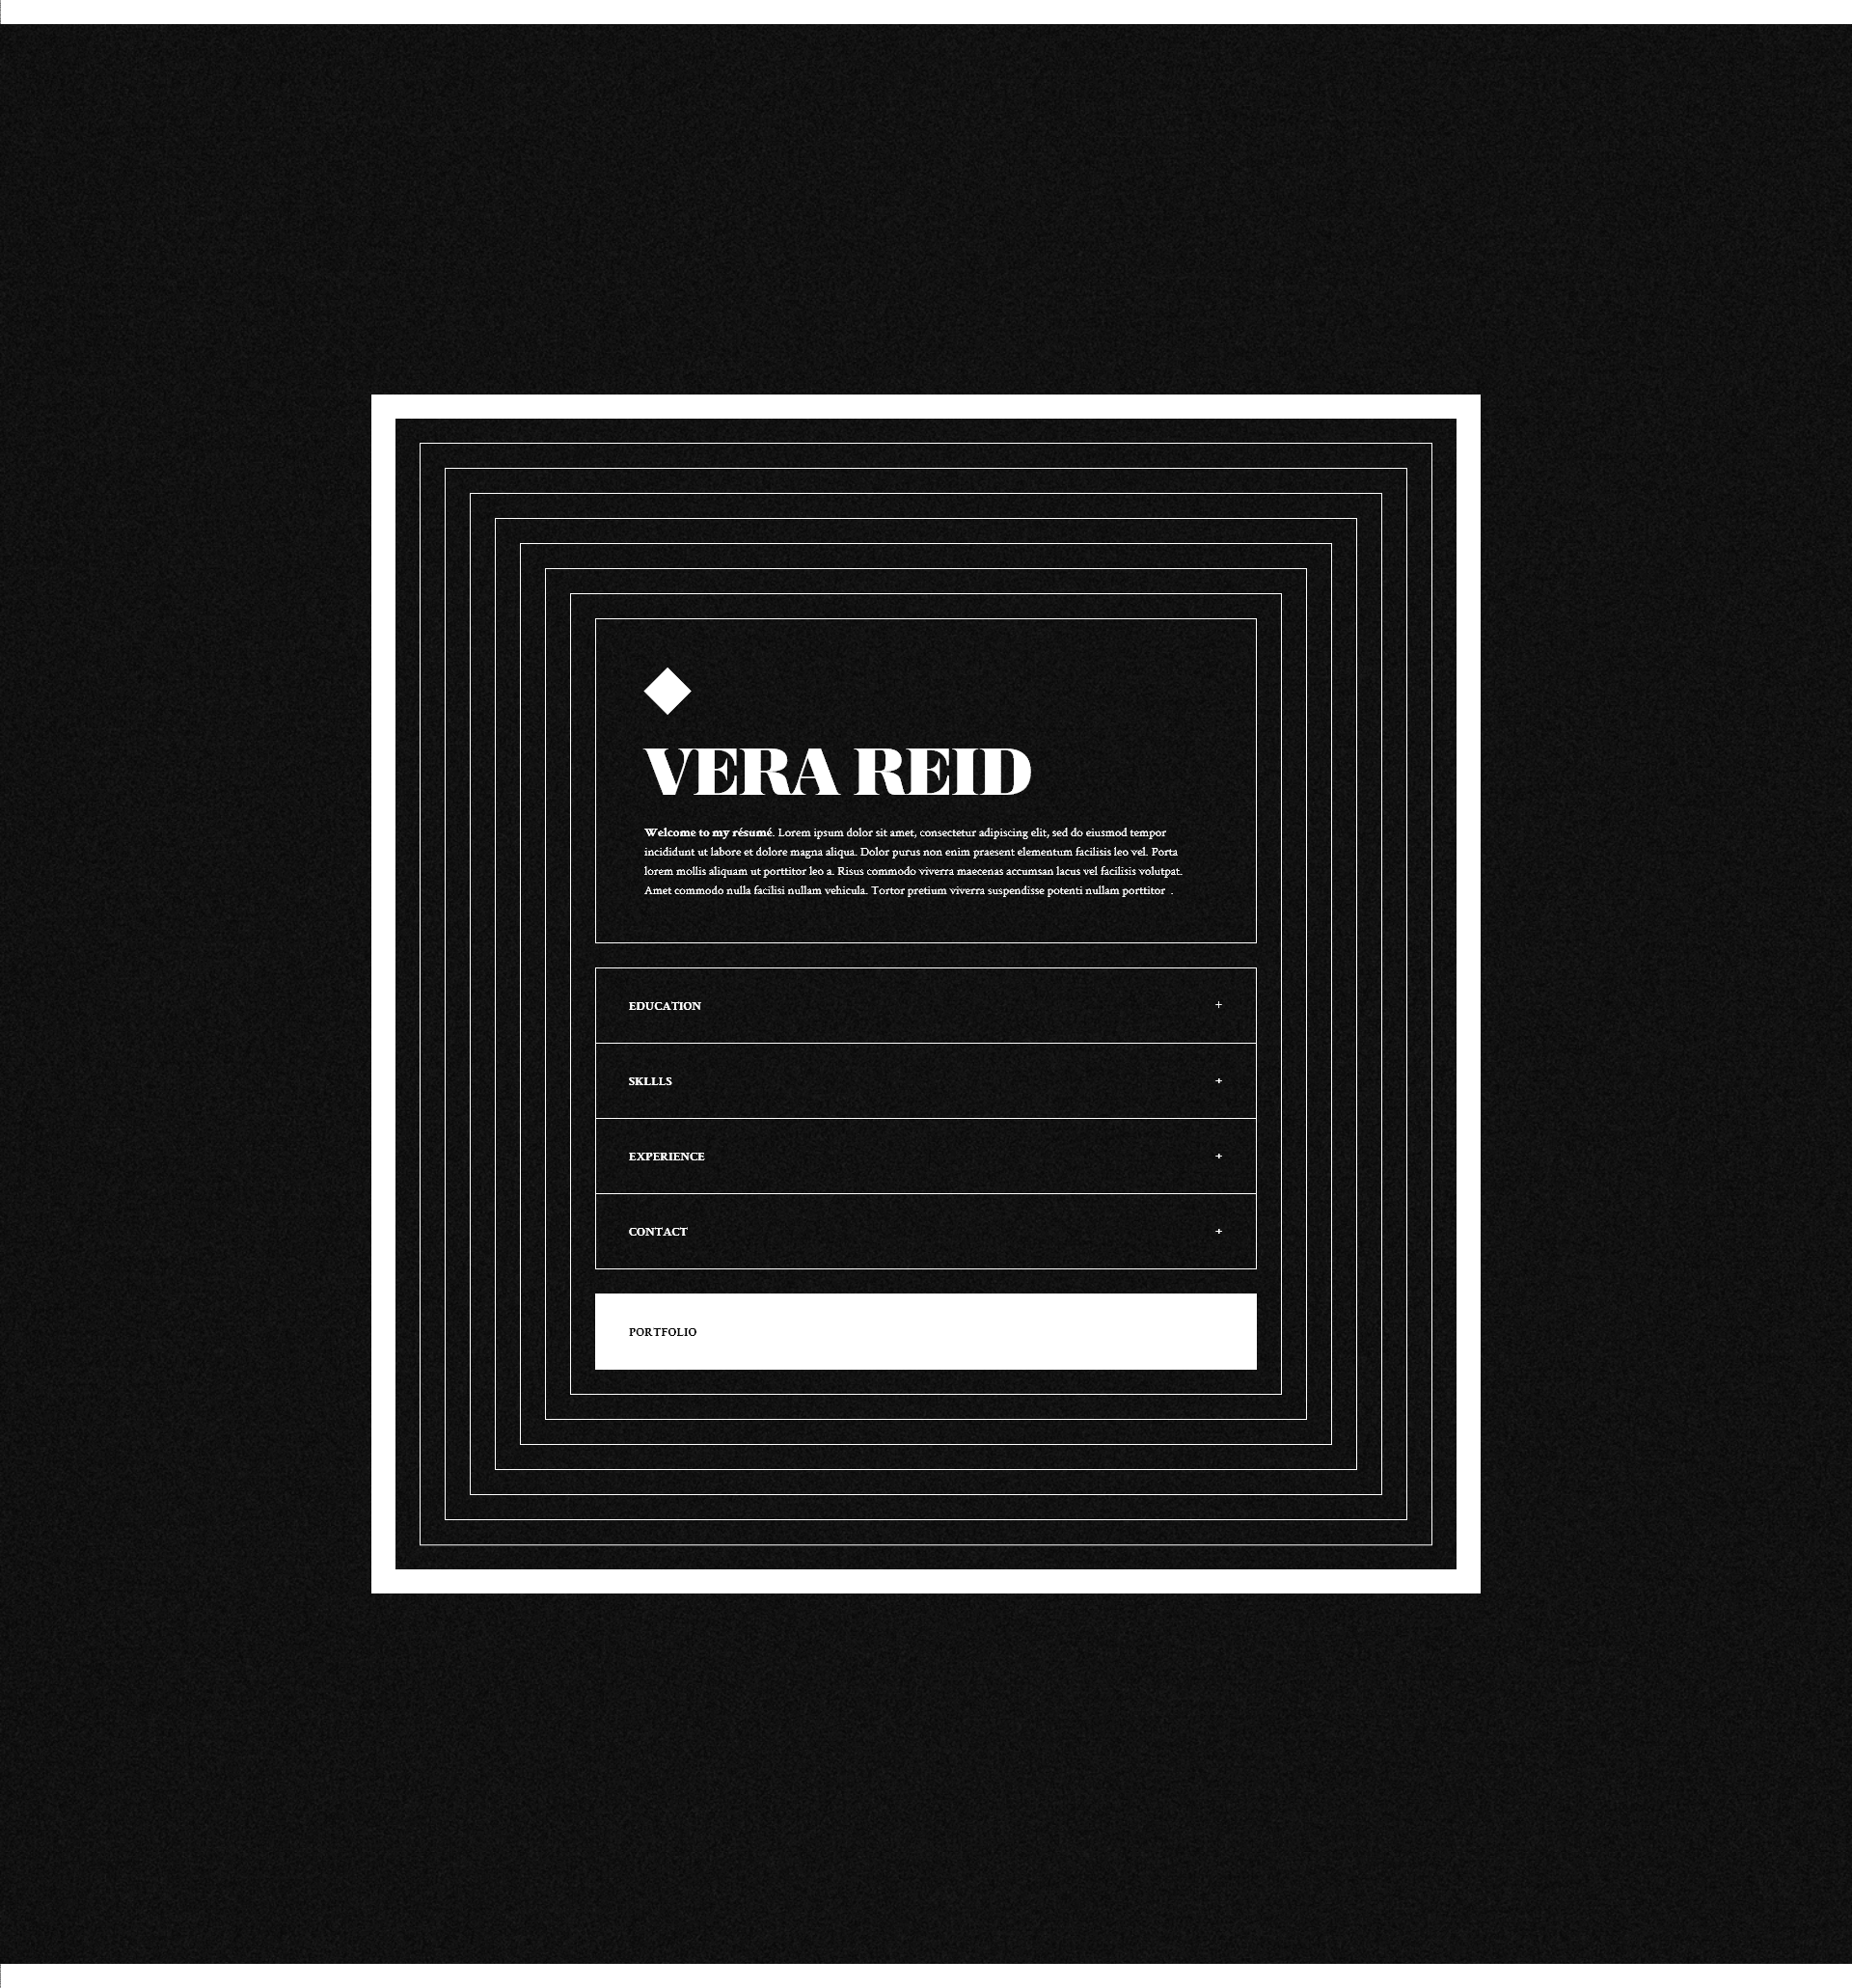 VERA REID
Welcome to my résumé. Lorem ipsum dolor sit amet, consectetur adipiscing elit, sed do eiusmod tempor
incididunt ut labore et dolore magna aliqua. Dolor purus non enim praesent elementum facilisis leo vel. Porta
lorem mollis aliquam ut porttitor leo a. Risus commodo viverra maecenas accumsan lacus vel facilisis volutpat.
Amet commodo nulla facilisi nullam vehicula. Tortor pretium viverra suspendisse potenti nullam porttitor .
EDUCATION +
SKLLLS +
EXPERIENCE +
CONTACT +
PORTFOLIO